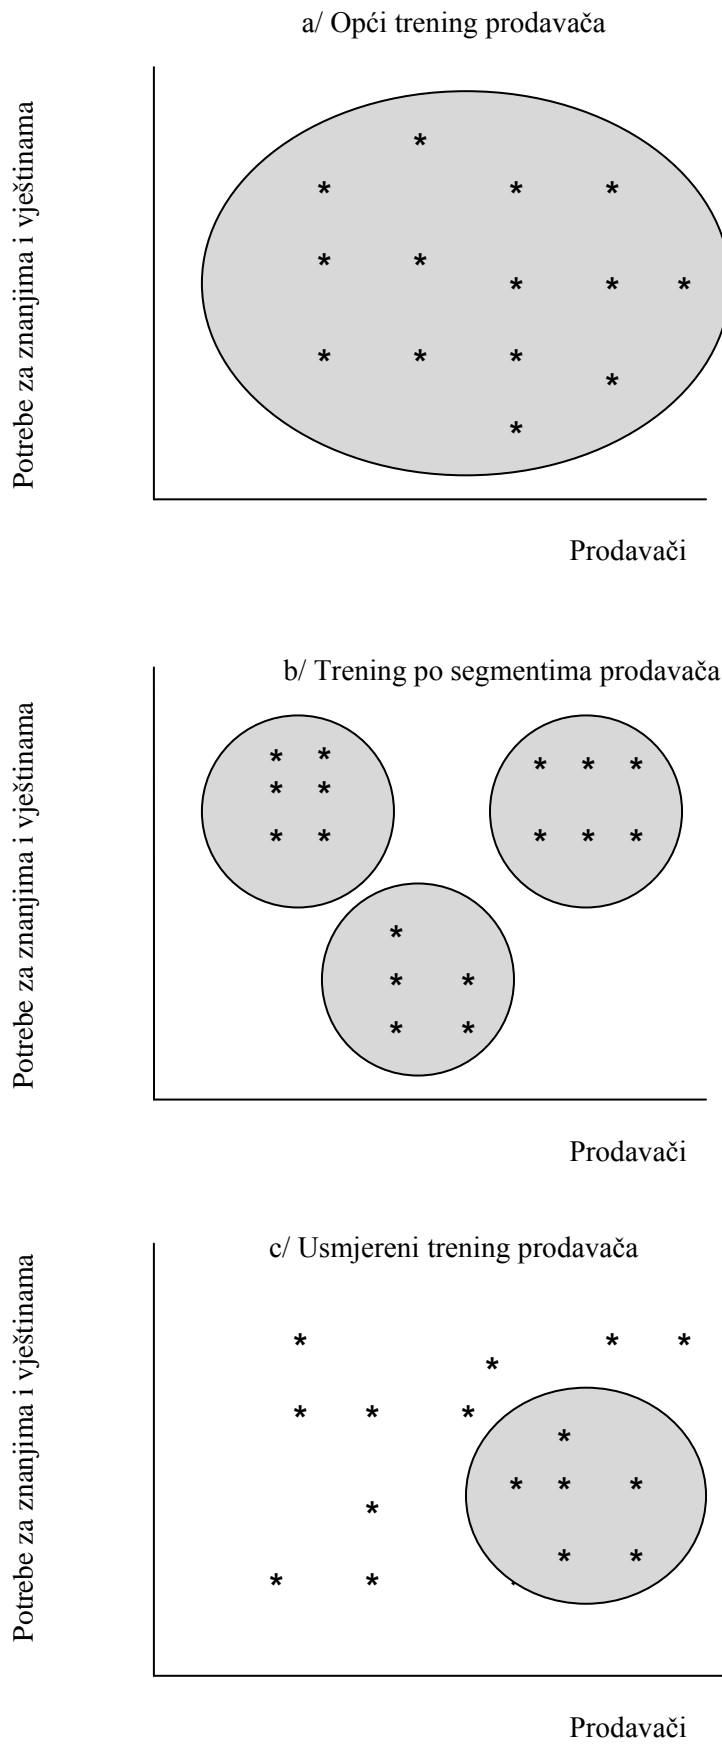 a/ Opći trening prodavača
Potrebe za znanjima i vještinama
* * * * * * * * * * * * * *
Prodavači
b/ Trening po segmentima prodavača
Potrebe za znanjima i vještinama
* * * * * * * * * * * * * * * * *
Prodavači
c/ Usmjereni trening prodavača
Potrebe za znanjima i vještinama
* * * * * * * * * * * * * * * *
Prodavači